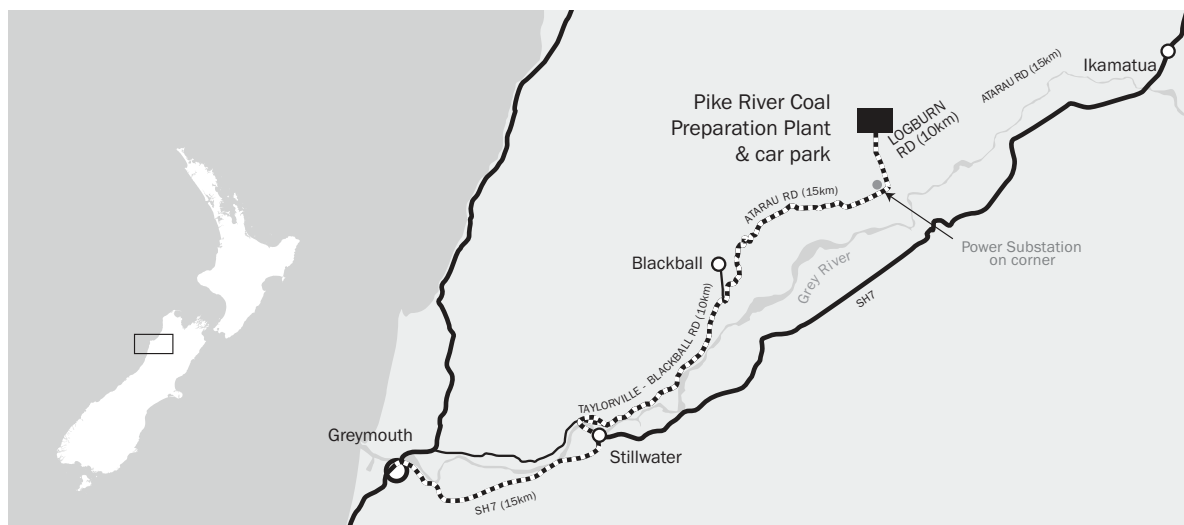 Ikamatua
ATARAU RD (15km)
Pike River Coal
Preparation Plant
& car park
LOGBURN
RD (10km)
ATARAU RD (15km)
Power Substation
on corner
Blackball
Grey River
SH7
TAYLORVILLE - BLACKBALL RD (10km)
Greymouth
Stillwater
SH7 (15km)